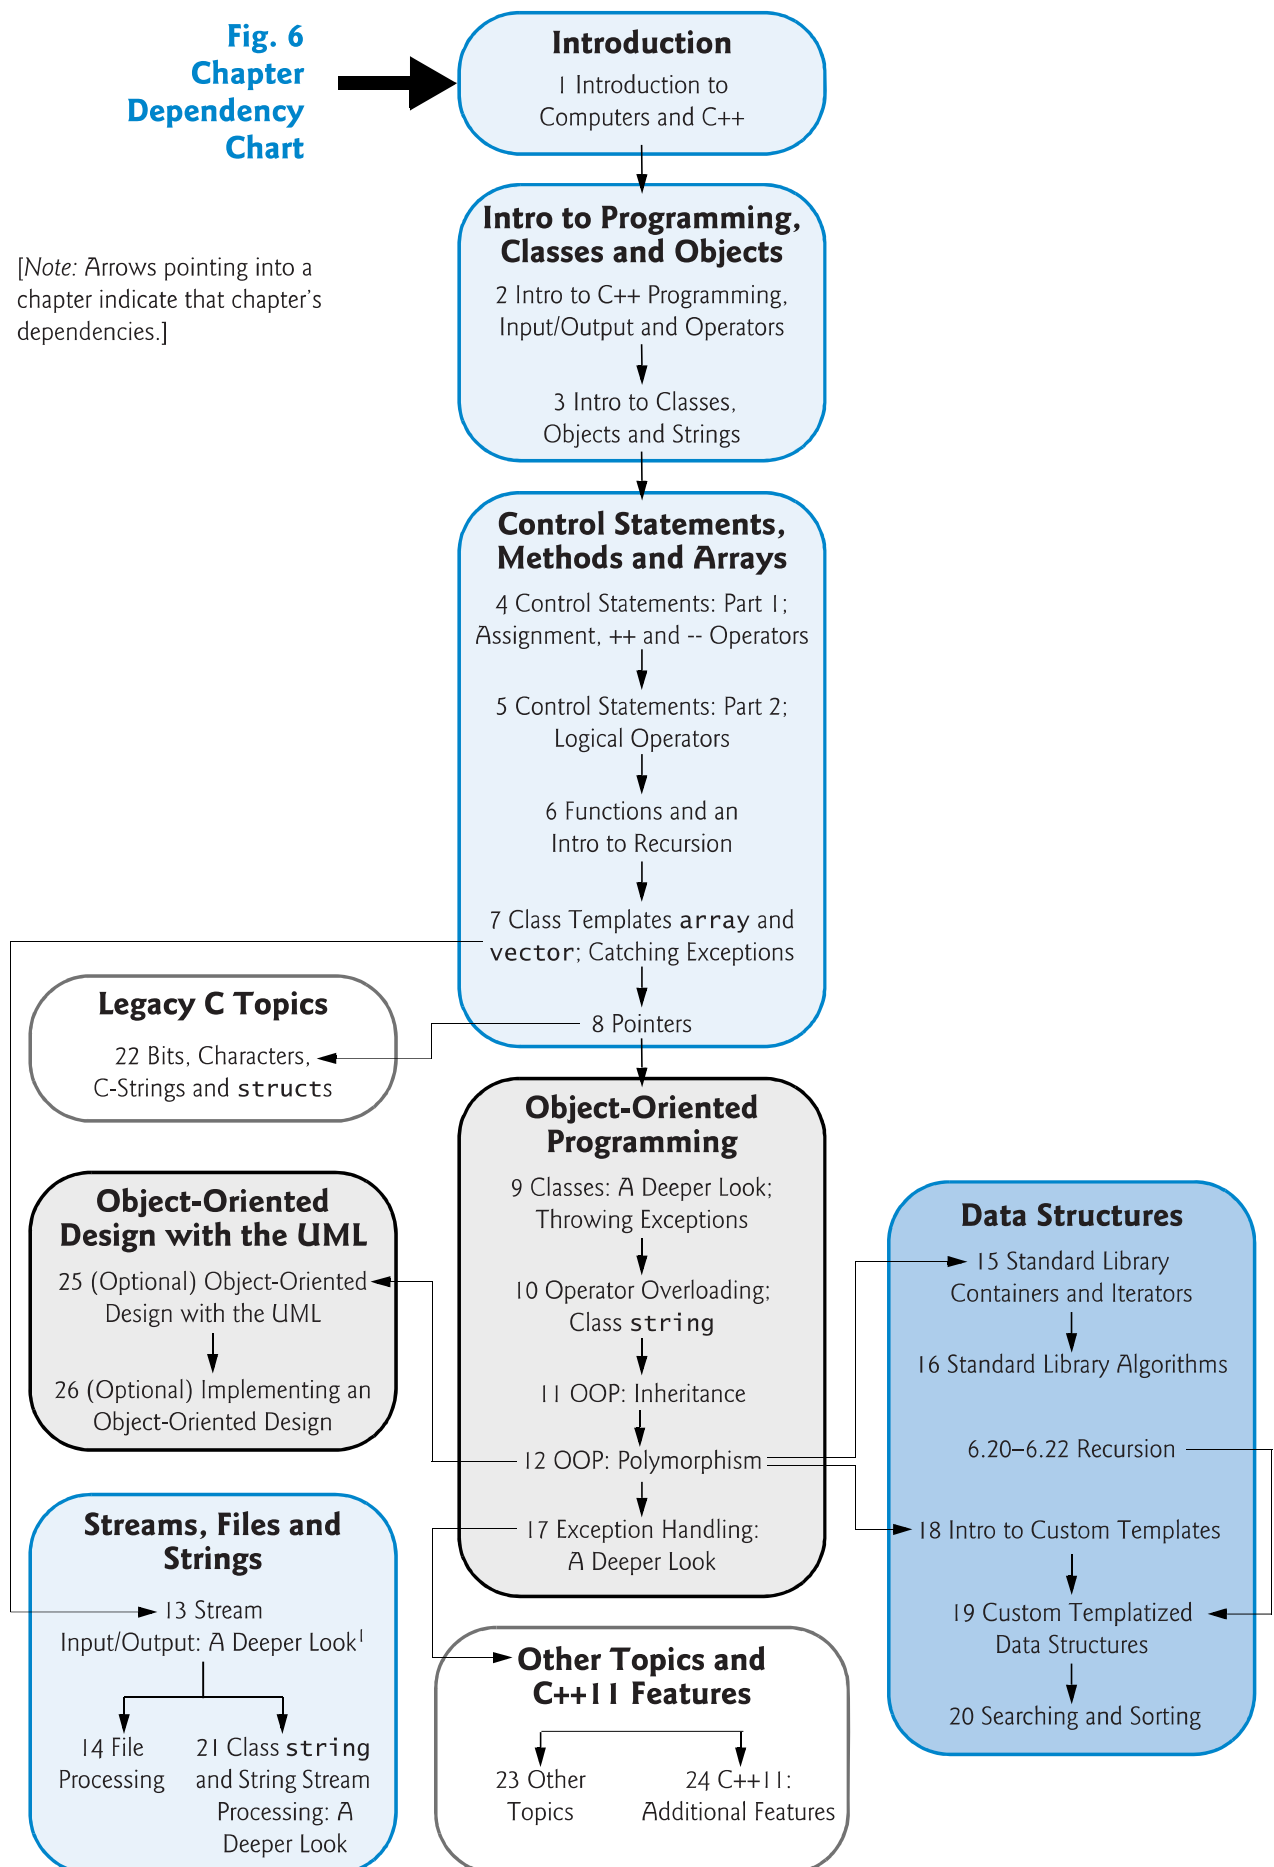 Fig. 6
Chapter
Dependency
Chart
[Note: Arrows pointing into a
chapter indicate that chapter's
dependencies.]
Introduction
1 Introduction to
Computers and C++
Intro to Programming,
Classes and Objects
2 Intro to C++ Programming,
Input/Output and Operators
3 Intro to Classes,
Objects and Strings
Control Statements,
Methods and Arrays
4 Control Statements: Part 1;
Assignment, ++ and -- Operators
5 Control Statements: Part 2;
Logical Operators
6 Functions and an
Intro to Recursion
7 Class Templates array and
vector; Catching Exceptions
8 Pointers
Legacy C Topics
22 Bits, Characters,
C-Strings and structs
Object-Oriented
Programming
9 Classes: A Deeper Look;
Throwing Exceptions
10 Operator Overloading;
Class string
11 OOP: Inheritance
12 OOP: Polymorphism
17 Exception Handling:
A Deeper Look
Object-Oriented
Design with the UML
25 (Optional) Object-Oriented
Design with the UML
26 (Optional) Implementing an
Object-Oriented Design
Data Structures
15 Standard Library
Containers and Iterators
16 Standard Library Algorithms
6.20–6.22 Recursion
18 Intro to Custom Templates
19 Custom Templatized
Data Structures
20 Searching and Sorting
Streams, Files and
Strings
13 Stream
Input/Output: A Deeper Look1
14 File
Processing
21 Class string
and String Stream
Processing: A
Deeper Look
Other Topics and
C++11 Features
23 Other
Topics
24 C++11:
Additional Features